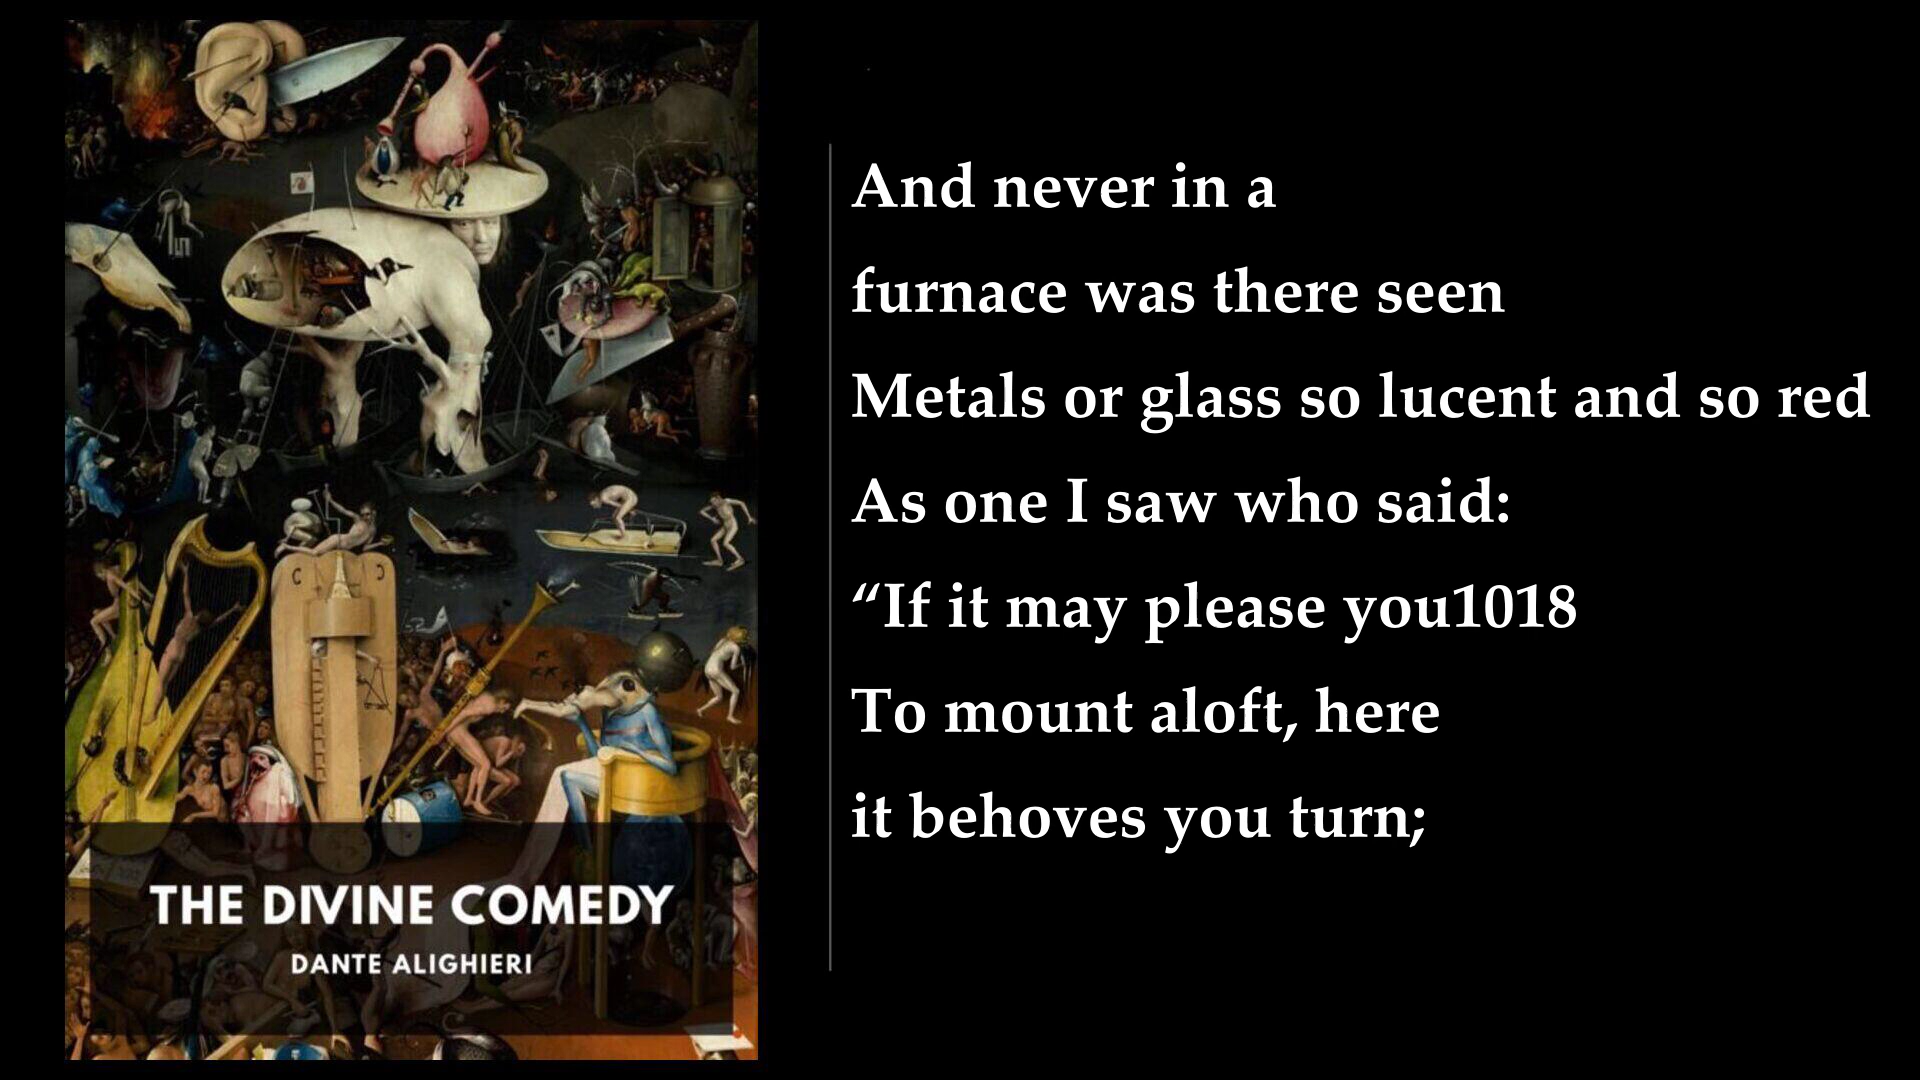 THE DIVINE COMEDY
DANTE ALIGHIERI
And never in a
furnace was there seen
Metals or glass so lucent and so red
As one I saw who said:
“If it may please you1018
To mount aloft, here
it behoves you turn;